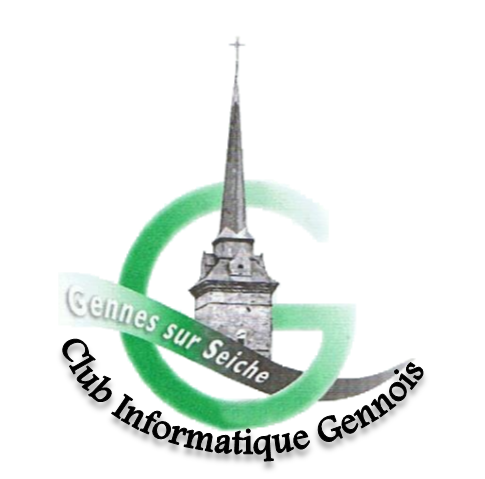 Gennes sur Seiche
Club Informatique Gennois